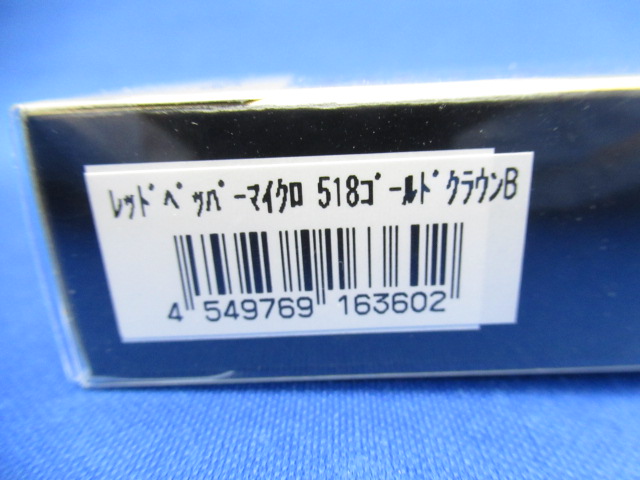 ﾚｯﾄﾞﾍﾟｯﾊﾟｰﾏｲｸﾛ 518ｺﾞｰﾙﾄﾞｸﾗｳﾝB
4 549769 163602